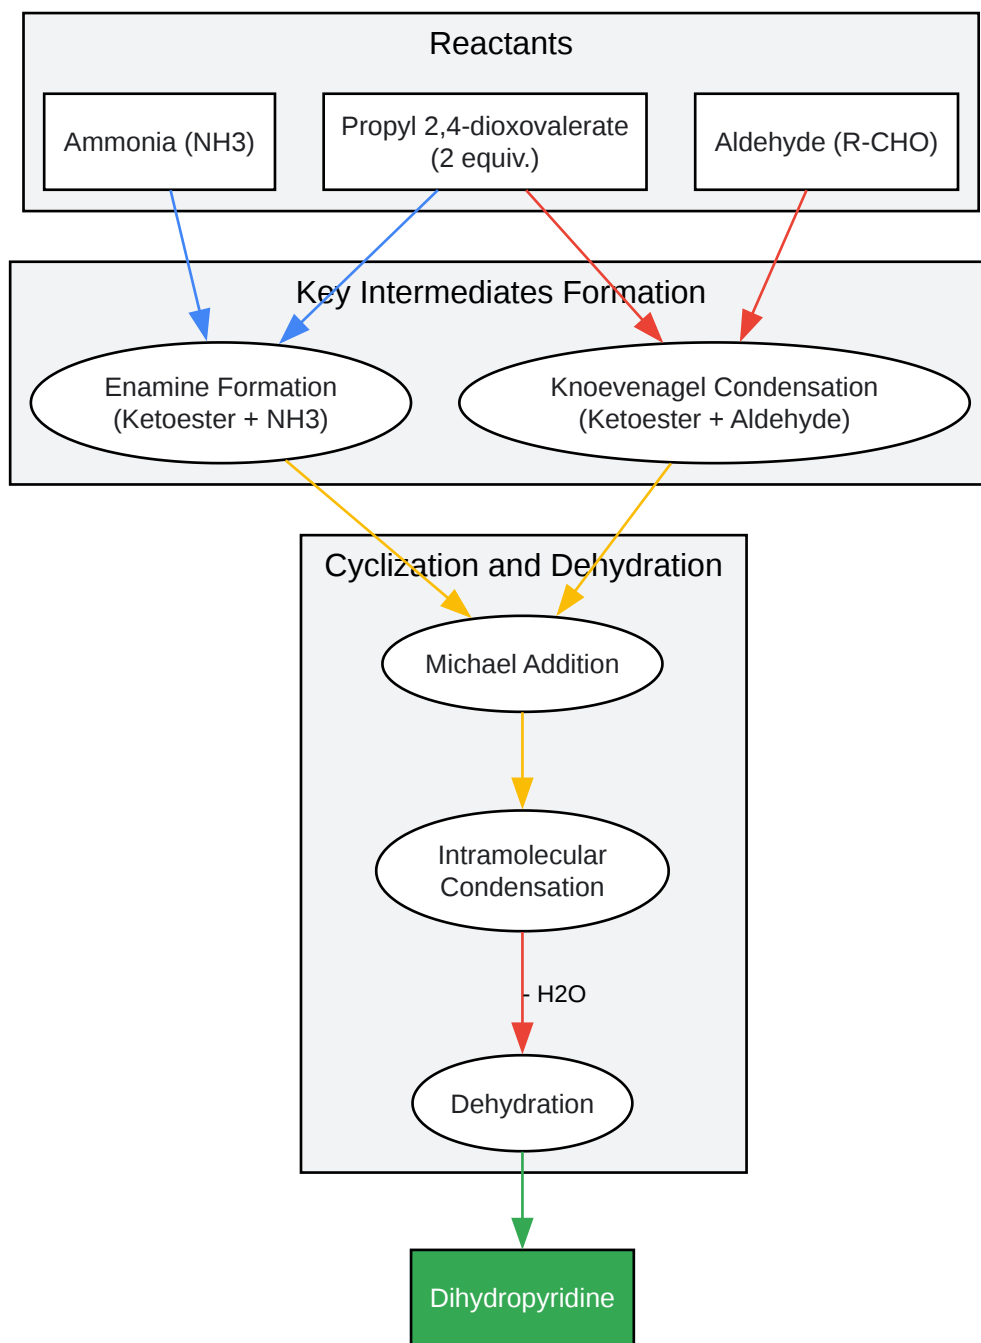 Reactants
Ammonia (NH3)
Propyl 2,4-dioxovalerate
(2 equiv.)
Aldehyde (R-CHO)
Key Intermediates Formation
Enamine Formation
(Ketoester + NH3)
Knoevenagel Condensation
(Ketoester + Aldehyde)
Cyclization and Dehydration
Michael Addition
Intramolecular
Condensation
- H2O
Dehydration
Dihydropyridine